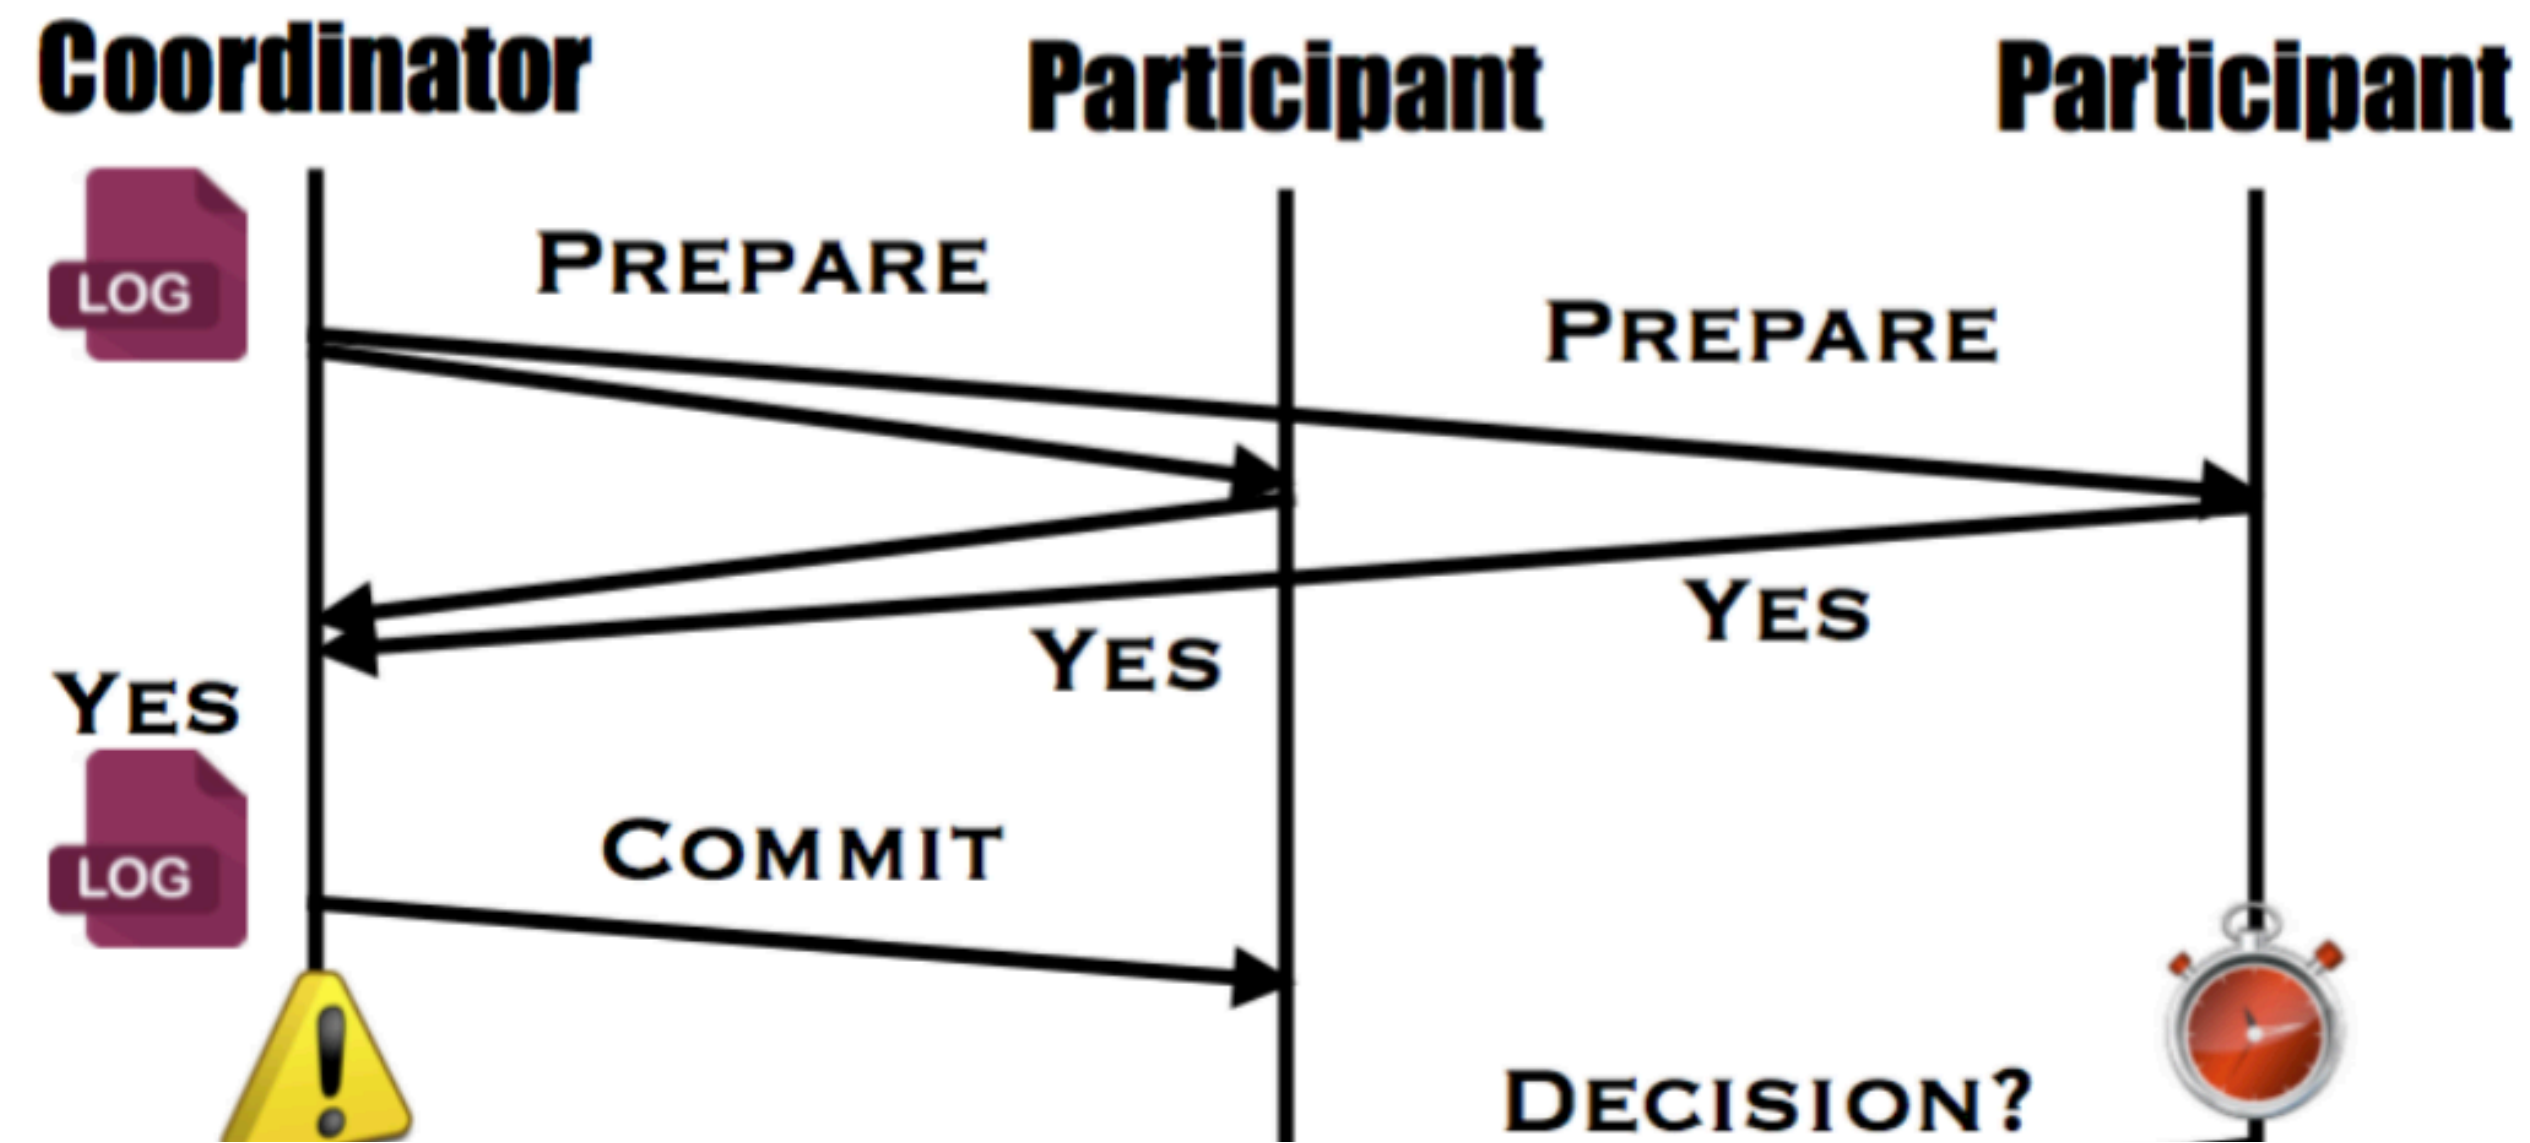 Coordinator
Participant
Participant
LOG
PREPARE
PREPARE
YES
YES
YES
LOG
COMMIT
DECISION?